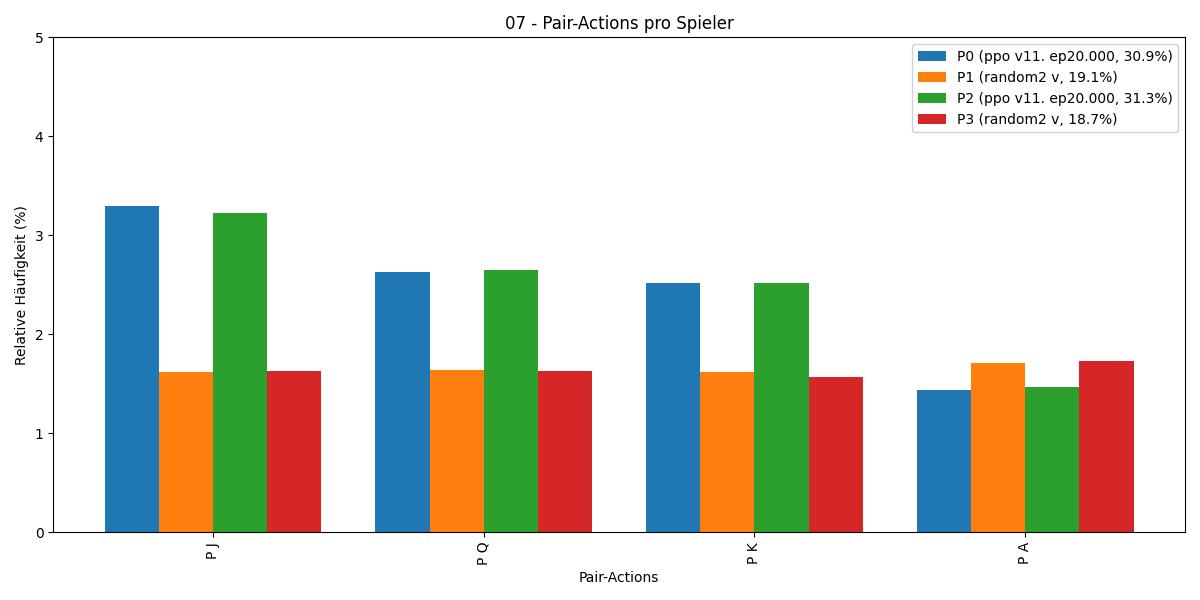 07 - Pair-Actions pro Spieler
P0 (ppo v11. ep20.000, 30.9%)
P1 (random2 v, 19.1%)
P2 (ppo v11. ep20.000, 31.3%)
P3 (random2 v, 18.7%)
Relative Häufigkeit (%)
5
4
3
2
1
0
P J
P Q
P K
P A
Pair-Actions